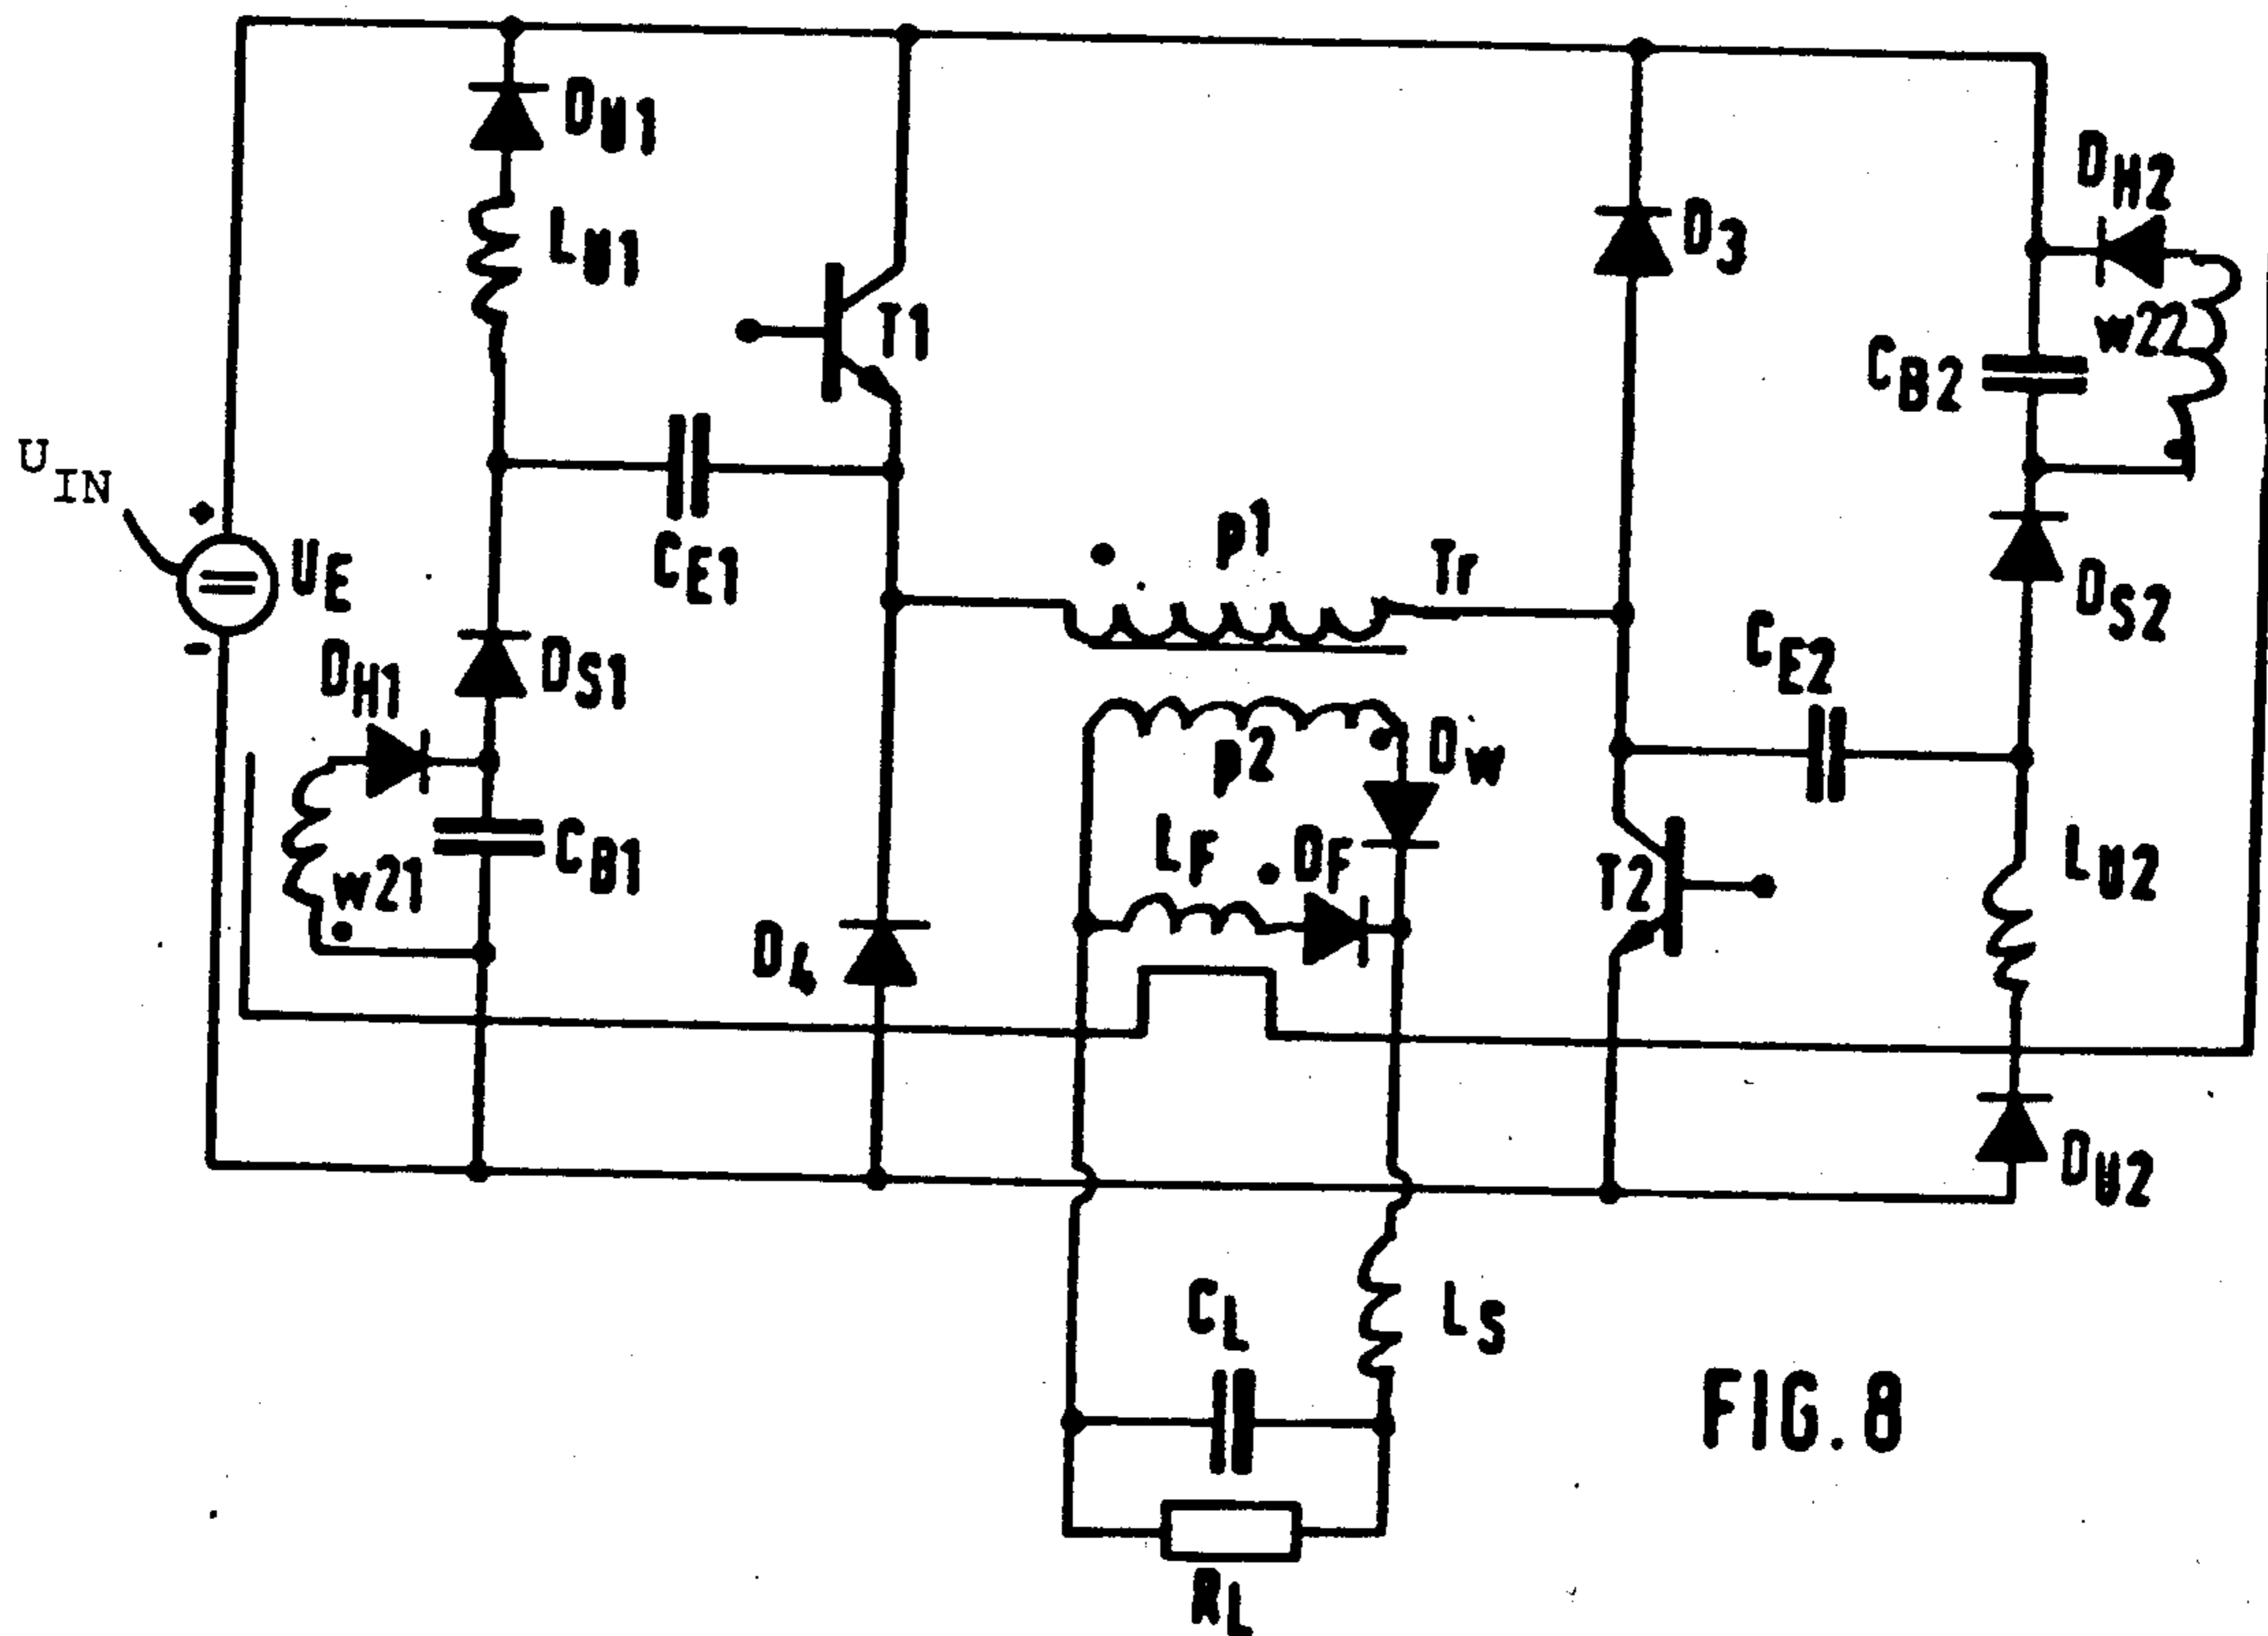 DU1
DH2
LU1
D3
T1
w22
CB2
UIN
+
UE
CE1
p1
Tr
DS2
-
DH1
DS1
CE2
p2
DW
LF
DF
CB1
w21
T2
LU2
D4
DU2
CL
LS
FIG. 8
RL